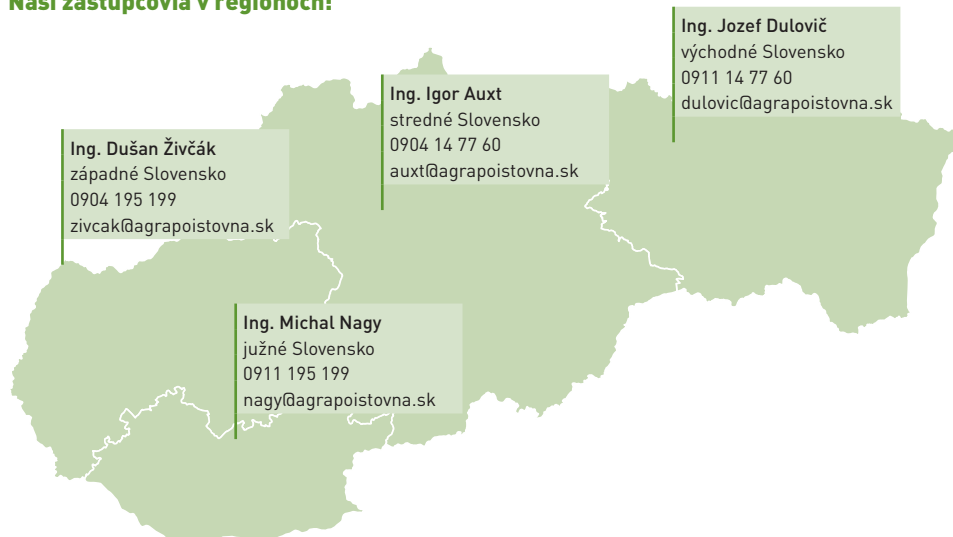 Naši zástupcovia v regiónoch:
Ing. Jozef Dulovič
východné Slovensko
0911 14 77 60
dulovic@agrapoistovna.sk
Ing. Igor Auxt
stredné Slovensko
0904 14 77 60
auxt@agrapoistovna.sk
Ing. Dušan Živčák
západné Slovensko
0904 195 199
zivcak@agrapoistovna.sk
Ing. Michal Nagy
južné Slovensko
0911 195 199
nagy@agrapoistovna.sk